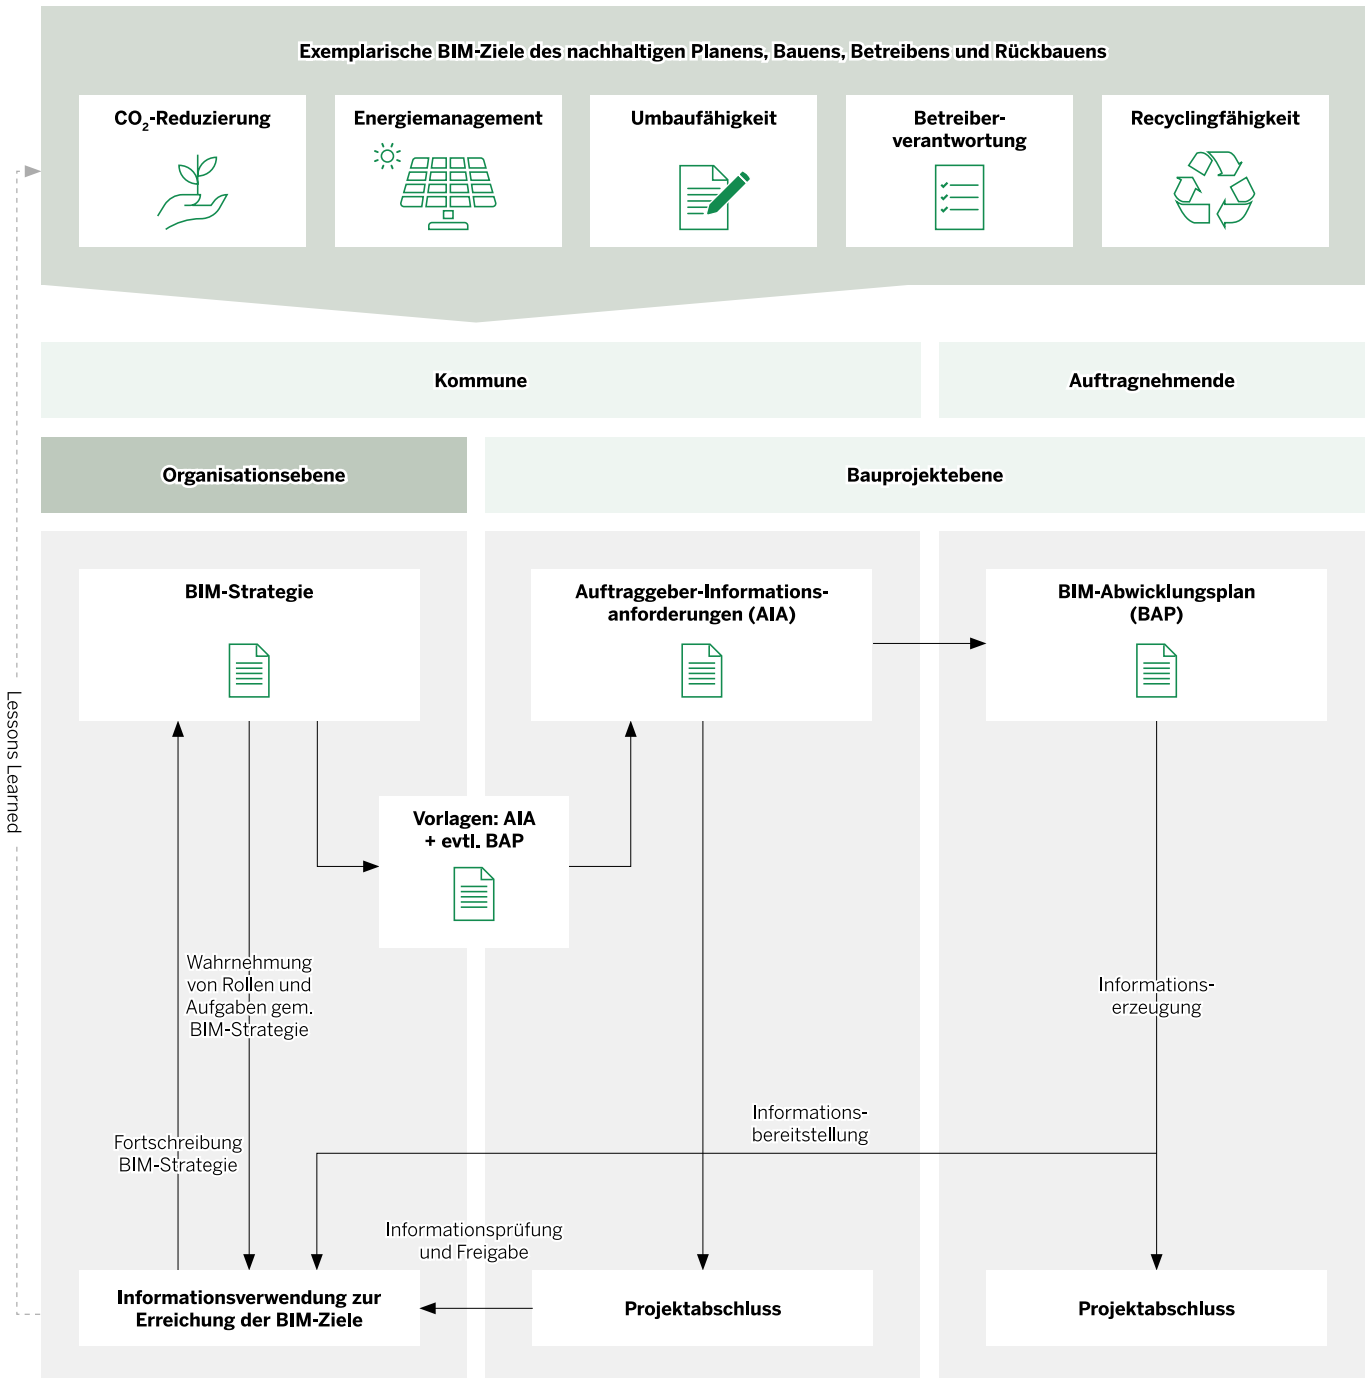 Exemplarische BIM-Ziele des nachhaltigen Planens, Bauens, Betreibens und Rückbauens
CO₂-Reduzierung
Energiemanagement
Umbaufähigkeit
Betreiber-
verantwortung
Recyclingfähigkeit
Kommune
Auftragnehmende
Organisationsebene
Bauprojektebene
BIM-Strategie
Auftraggeber-Informations-
anforderungen (AIA)
BIM-Abwicklungsplan
(BAP)
Lessons Learned
Vorlagen: AIA
+ evtl. BAP
Wahrnehmung
von Rollen und
Aufgaben gem.
BIM-Strategie
Informations-
erzeugung
Informations-
bereitstellung
Fortschreibung
BIM-Strategie
Informationsprüfung
und Freigabe
Informationsverwendung zur
Erreichung der BIM-Ziele
Projektabschluss
Projektabschluss